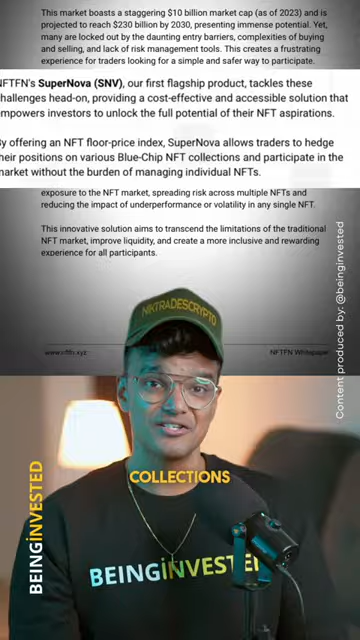 This market boasts a staggering $10 billion market cap (as of 2023) and is
projected to reach $230 billion by 2030, presenting immense potential. Yet,
many are locked out by the daunting entry barriers, complexities of buying
and selling, and lack of risk management tools. This creates a frustrating
experience for traders looking for a simple and safer way to participate.
NFTFN's SuperNova (SNV), our first flagship product, tackles these
challenges head-on, providing a cost-effective and accessible solution that
empowers investors to unlock the full potential of their NFT aspirations.
By offering an NFT floor-price index, SuperNova allows traders to hedge
their positions on various Blue-Chip NFT collections and participate in the
market without the burden of managing individual NFTs.
exposure to the NFT market, spreading risk across multiple NFTs and
reducing the impact of underperformance or volatility in any single NFT.
This innovative solution aims to transcend the limitations of the traditional
NFT market, improve liquidity, and create a more inclusive and rewarding
experience for all participants.
www.nftfn.xyz
NFTFN Whitepaper
Content produced by: @beinginvested
NIKTRADESCRYPTO
COLLECTIONS
BEINGINVESTED
BEINGINVESTE